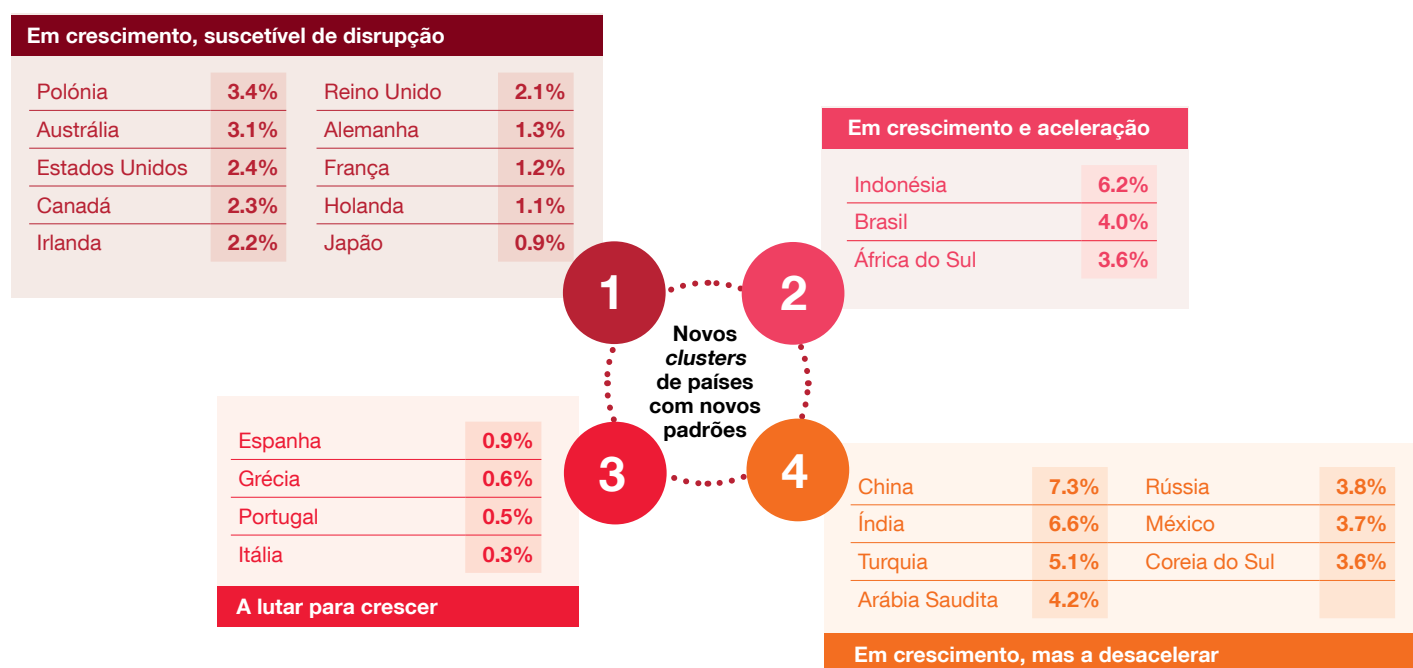 Em crescimento, suscetível de disrupção
Polónia 3.4% Reino Unido 2.1%
Austrália 3.1% Alemanha 1.3%
Estados Unidos 2.4% França 1.2%
Canadá 2.3% Holanda 1.1%
Irlanda 2.2% Japão 0.9%
Em crescimento e aceleração
Indonésia 6.2%
Brasil 4.0%
África do Sul 3.6%
1
2
Novos
clusters
de países
com novos
padrões
3
4
Espanha 0.9%
Grécia 0.6%
Portugal 0.5%
Itália 0.3%
A lutar para crescer
China 7.3% Rússia 3.8%
Índia 6.6% México 3.7%
Turquia 5.1% Coreia do Sul 3.6%
Arábia Saudita 4.2%
Em crescimento, mas a desacelerar